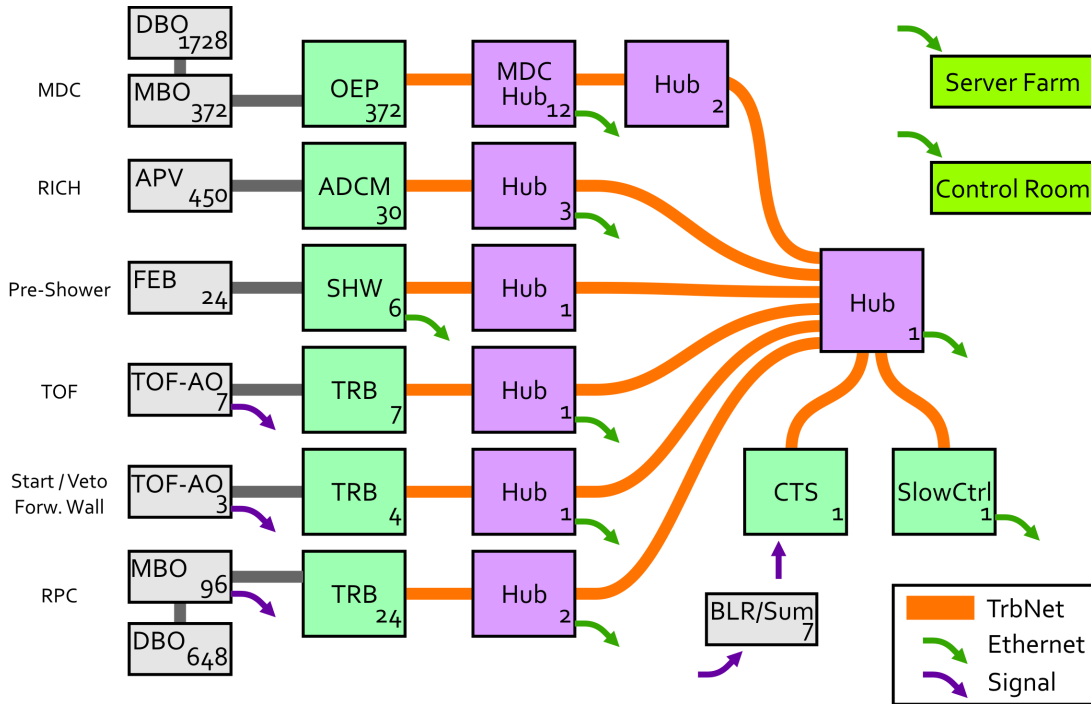 DBO
1728
MDC
MBO
372
OEP
372
MDC
Hub
12
Hub
2
Server Farm
RICH
APV
450
ADCM
30
Hub
3
Control Room
Pre-Shower
FEB
24
SHW
6
Hub
1
Hub
1
TOF
TOF-AO
7
TRB
7
Hub
1
Start / Veto
Forw. Wall
TOF-AO
3
TRB
4
Hub
1
CTS
1
SlowCtrl
1
RPC
MBO
96
DBO
648
TRB
24
Hub
2
BLR/Sum
7
TrbNet
Ethernet
Signal